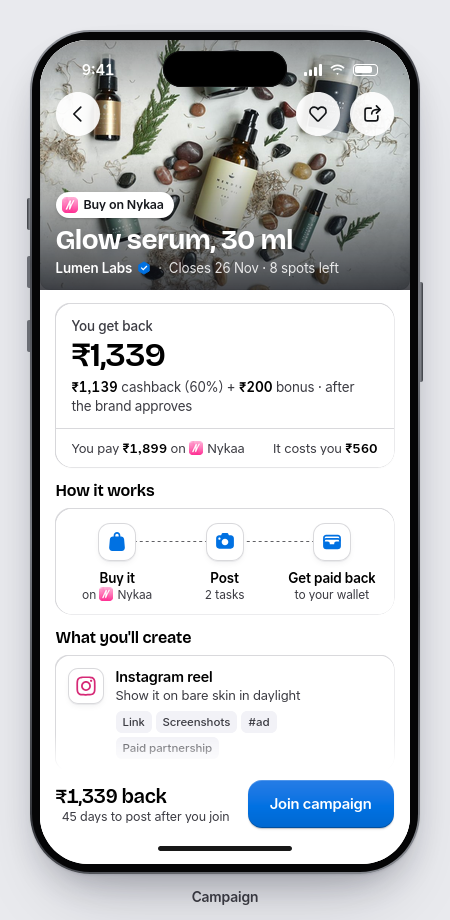 9:41
Buy on Nykaa
Glow serum, 30 ml
Lumen Labs · Closes 26 Nov · 8 spots left
You get back
₹1,339
₹1,139 cashback (60%) + ₹200 bonus · after
the brand approves
You pay ₹1,899 on Nykaa It costs you ₹560
How it works
Buy it Post Get paid back
on Nykaa 2 tasks to your wallet
What you'll create
Instagram reel
Show it on bare skin in daylight
Link Screenshots #ad
Paid partnership
₹1,339 back
45 days to post after you join
Join campaign
Campaign